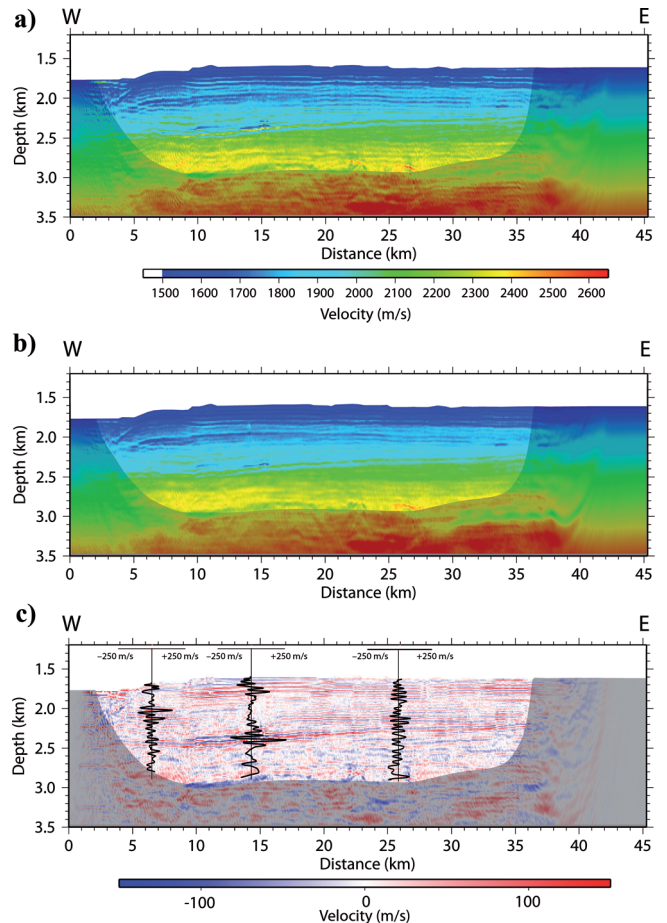 a) W E
Depth (km)
1.5
2.0
2.5
3.0
3.5
0 5 10 15 20 25 30 35 40 45
Distance (km)
1500 1600 1700 1800 1900 2000 2100 2200 2300 2400 2500 2600
Velocity (m/s)
b) W E
Depth (km)
1.5
2.0
2.5
3.0
3.5
0 5 10 15 20 25 30 35 40 45
Distance (km)
c) W E
−250 m/s +250 m/s −250 m/s +250 m/s −250 m/s +250 m/s
Depth (km)
1.5
2.0
2.5
3.0
3.5
0 5 10 15 20 25 30 35 40 45
Distance (km)
-100 0 100
Velocity (m/s)